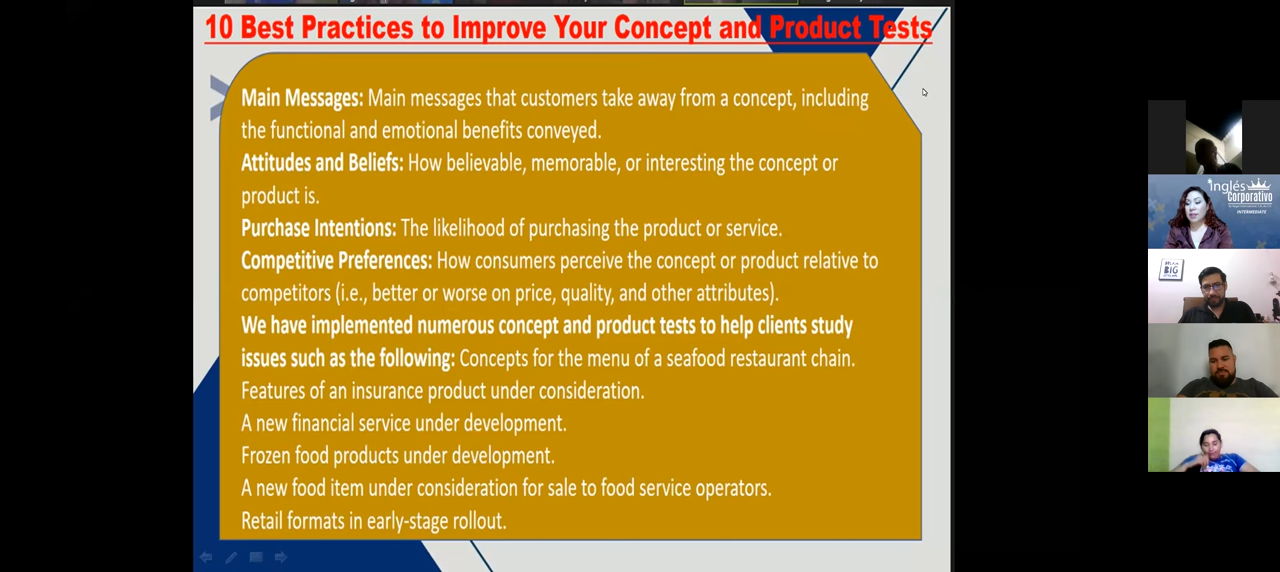 10 Best Practices to Improve Your Concept and Product Tests
Main Messages: Main messages that customers take away from a concept, including
the functional and emotional benefits conveyed.
Attitudes and Beliefs: How believable, memorable, or interesting the concept or
product is.
Purchase Intentions: The likelihood of purchasing the product or service.
Competitive Preferences: How consumers perceive the concept or product relative to
competitors (i.e., better or worse on price, quality, and other attributes).
We have implemented numerous concept and product tests to help clients study
issues such as the following: Concepts for the menu of a seafood restaurant chain.
Features of an insurance product under consideration.
A new financial service under development.
Frozen food products under development.
A new food item under consideration for sale to food service operators.
Retail formats in early-stage rollout.
Inglés
Corporativo
INTERMEDIATE
BIG